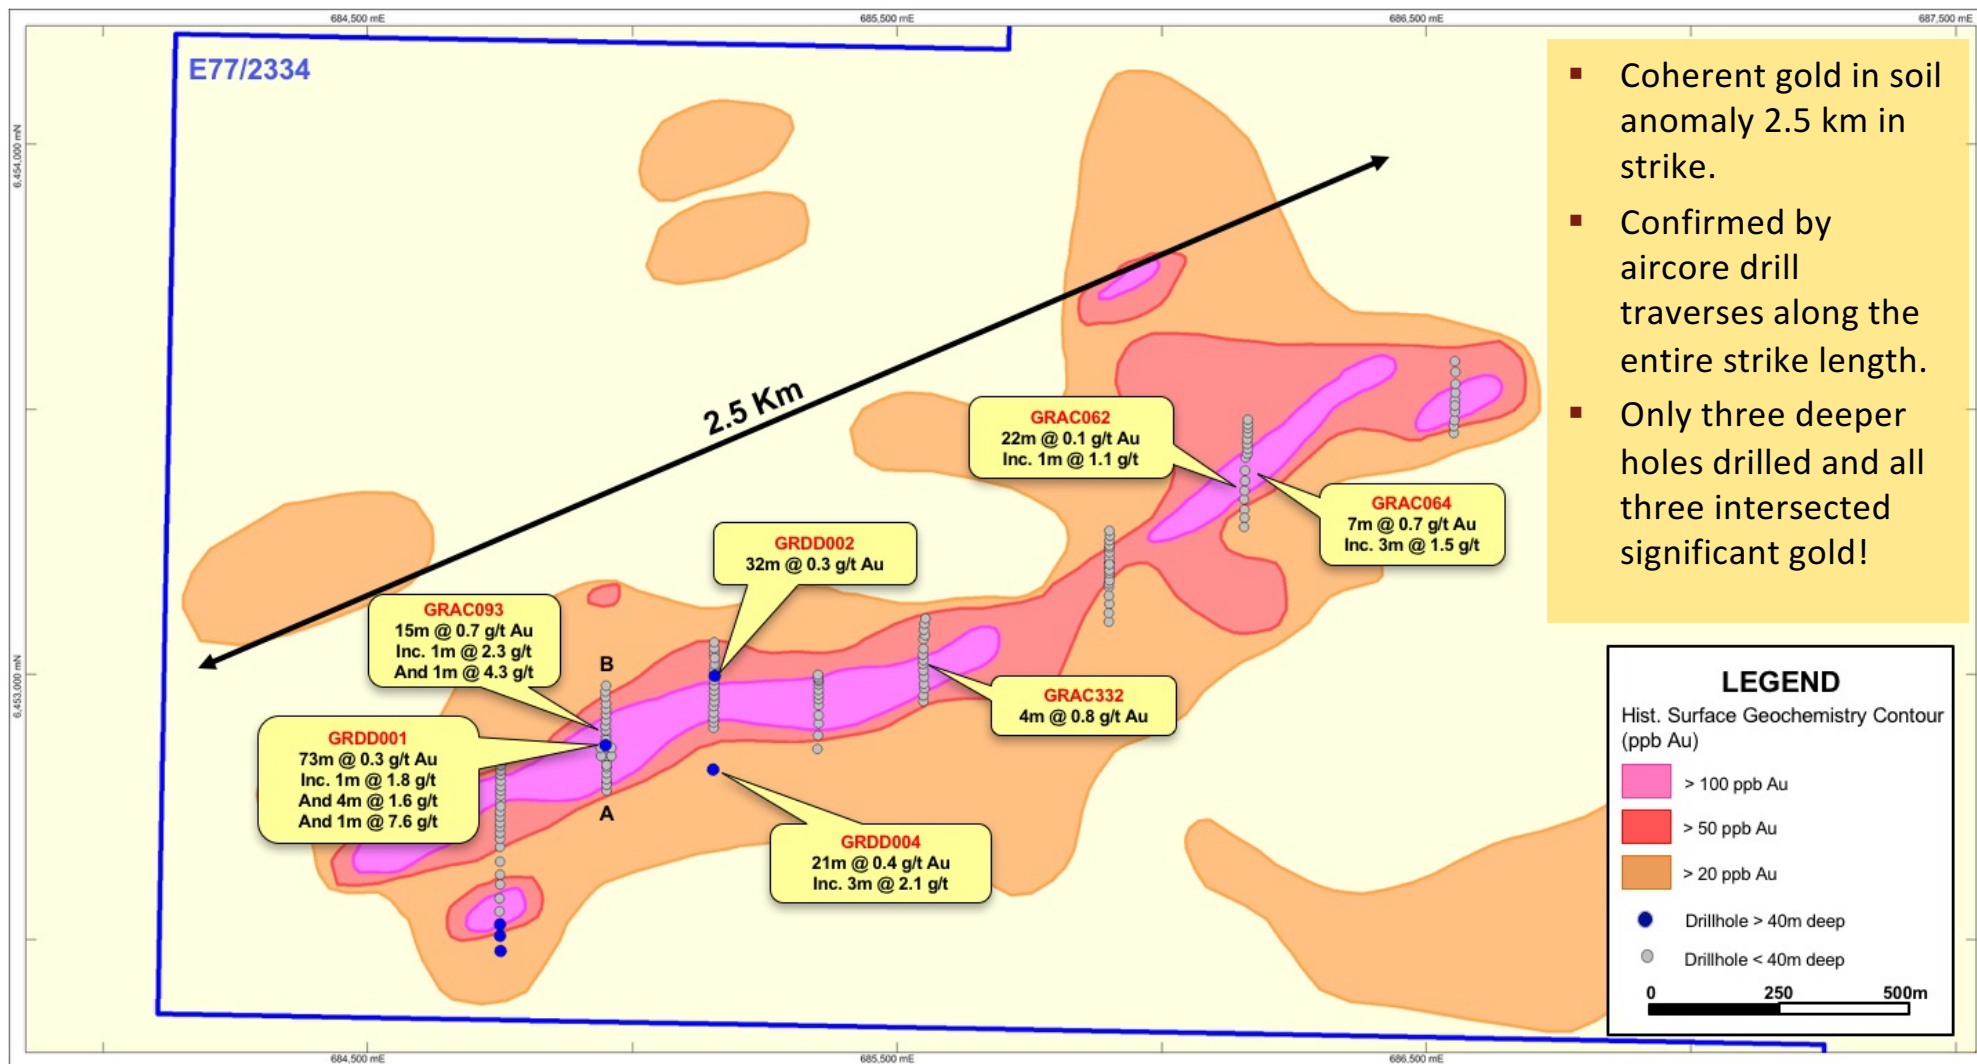 684,500 mE
685,500 mE
686,500 mE
687,500 mE
E77/2334
6,454,000 mN
6,453,000 mN
2.5 Km
▪ Coherent gold in soil
anomaly 2.5 km in
strike.
▪ Confirmed by
aircore drill
traverses along the
entire strike length.
▪ Only three deeper
holes drilled and all
three intersected
significant gold!
GRAC062
22m @ 0.1 g/t Au
Inc. 1m @ 1.1 g/t
GRAC064
7m @ 0.7 g/t Au
Inc. 3m @ 1.5 g/t
GRDD002
32m @ 0.3 g/t Au
GRAC093
15m @ 0.7 g/t Au
Inc. 1m @ 2.3 g/t
And 1m @ 4.3 g/t
B
GRAC332
4m @ 0.8 g/t Au
GRDD001
73m @ 0.3 g/t Au
Inc. 1m @ 1.8 g/t
And 4m @ 1.6 g/t
And 1m @ 7.6 g/t
A
GRDD004
21m @ 0.4 g/t Au
Inc. 3m @ 2.1 g/t
LEGEND
Hist. Surface Geochemistry Contour
(ppb Au)
> 100 ppb Au
> 50 ppb Au
> 20 ppb Au
Drillhole > 40m deep
Drillhole < 40m deep
0 250 500m
684,500 mE
685,500 mE
686,500 mE